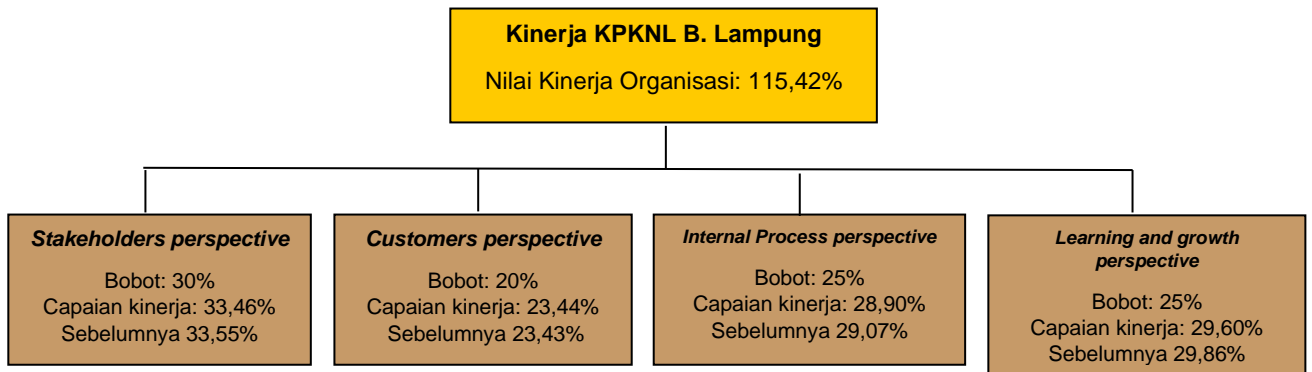 Kinerja KPKNL B. Lampung
Nilai Kinerja Organisasi: 115,42%
Stakeholders perspective
Bobot: 30%
Capaian kinerja: 33,46%
Sebelumnya 33,55%
Customers perspective
Bobot: 20%
Capaian kinerja: 23,44%
Sebelumnya 23,43%
Internal Process perspective
Bobot: 25%
Capaian kinerja: 28,90%
Sebelumnya 29,07%
Learning and growth
perspective
Bobot: 25%
Capaian kinerja: 29,60%
Sebelumnya 29,86%